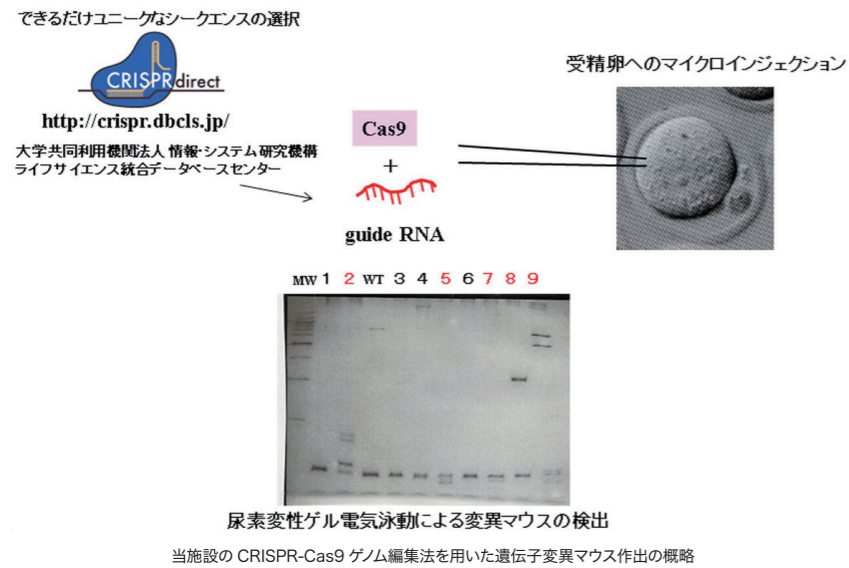 できるだけユニークなシークエンスの選択
CRISPRdirect
http://crispr.dbcls.jp/
大学共同利用機関法人 情報・システム研究機構
ライフサイエンス統合データベースセンター
Cas9
+
guide RNA
受精卵へのマイクロインジェクション
MW 1 2 WT 3 4 5 6 7 8 9
尿素変性ゲル電気泳動による変異マウスの検出
当施設の CRISPR-Cas9 ゲノム編集法を用いた遺伝子変異マウス作出の概略